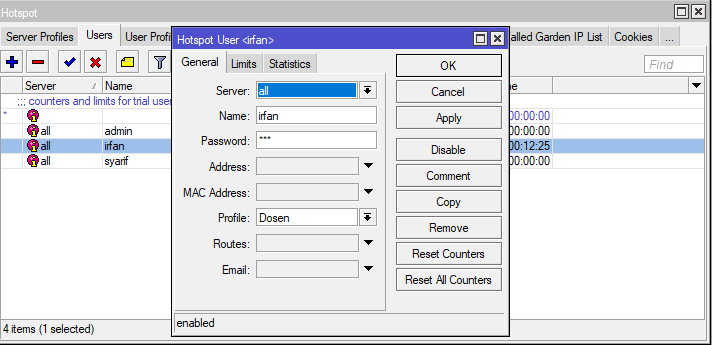 Hotspot
Server Profiles Users User Profi
alled Garden IP List Cookies ...
Find
Server Name
;;; counters and limits for trial user
* 00:00:00
all admin 00:00:00
all irfan 00:12:25
all syarif 00:00:00
4 items (1 selected)
Hotspot User <irfan>
General Limits Statistics
Server: all
Name: irfan
Password: ***
Address:
MAC Address:
Profile: Dosen
Routes:
Email:
OK
Cancel
Apply
Disable
Comment
Copy
Remove
Reset Counters
Reset All Counters
enabled